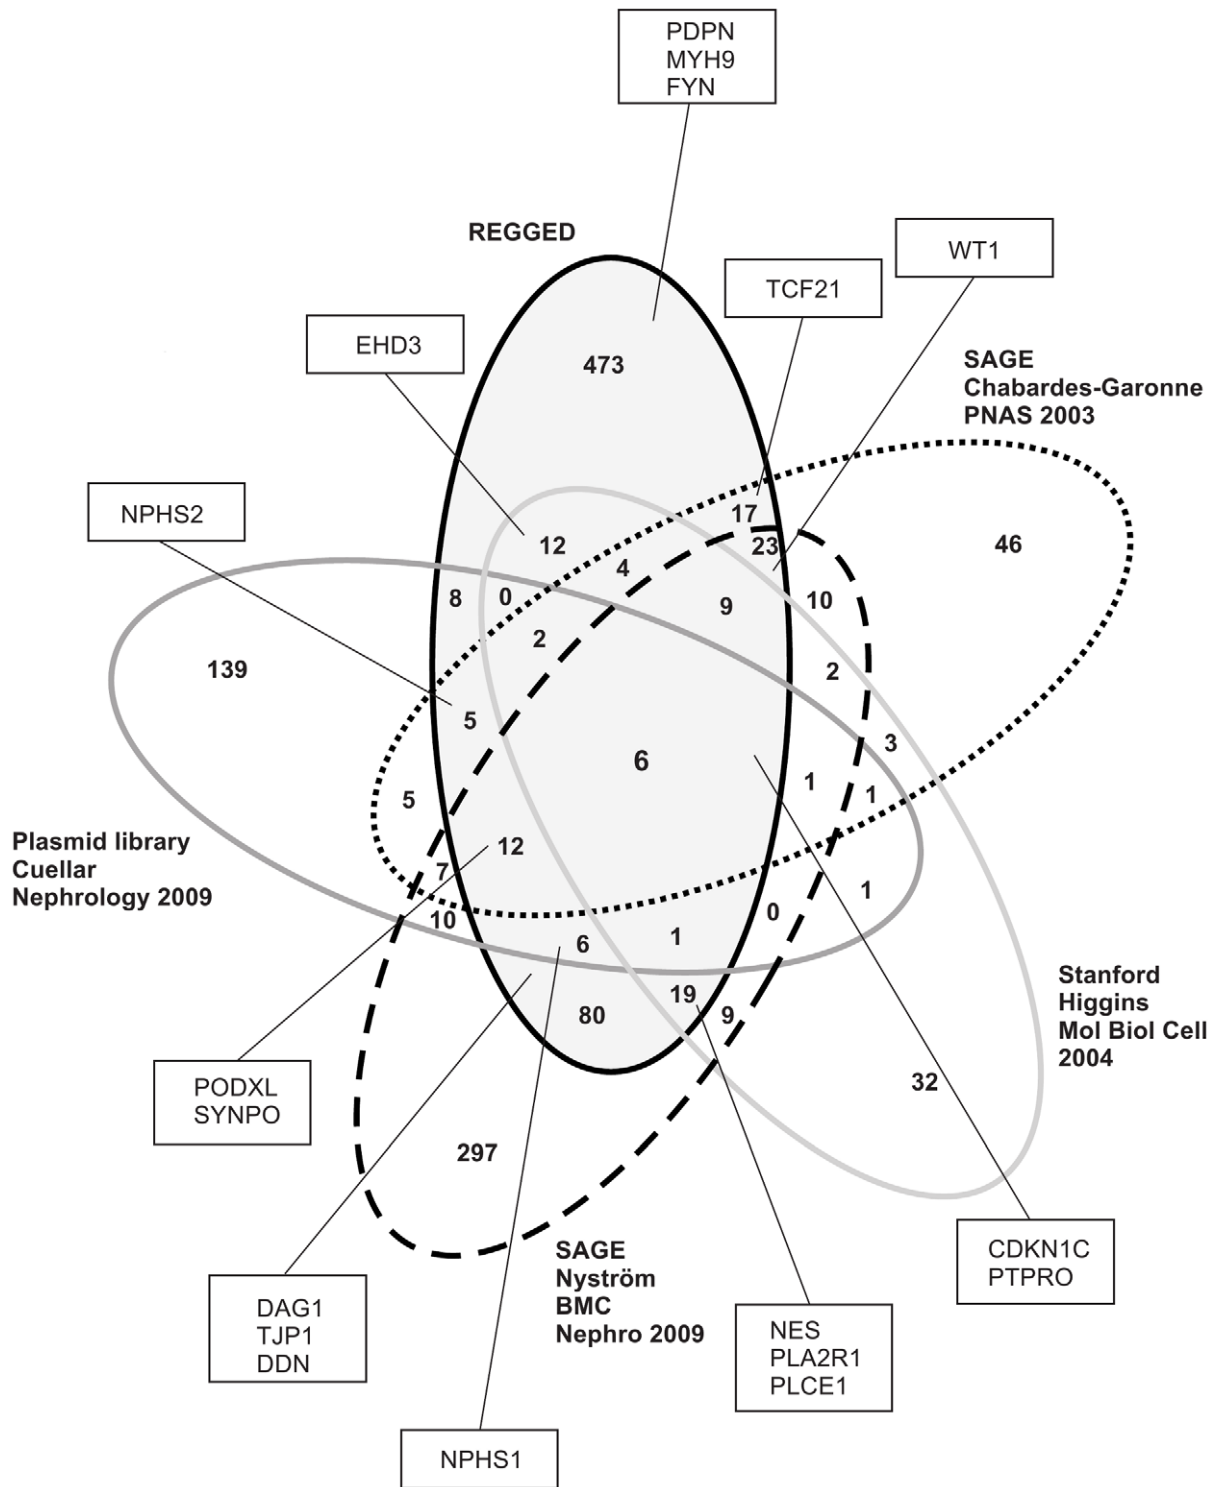 PDPN
MYH9
FYN
REGGED
WT1
TCF21
EHD3
473
SAGE
Chabardes-Garonne
PNAS 2003
NPHS2
17
12
23
46
4
8
0
9
10
2
139
2
5
3
6
5
1
1
Plasmid library
Cuellar
Nephrology 2009
12
7
1
10
0
6
1
19
80
9
Stanford
Higgins
Mol Biol Cell
2004
32
PODXL
SYNPO
297
SAGE
Nyström
BMC
Nephro 2009
CDKN1C
PTPRO
DAG1
TJP1
DDN
NES
PLA2R1
PLCE1
NPHS1